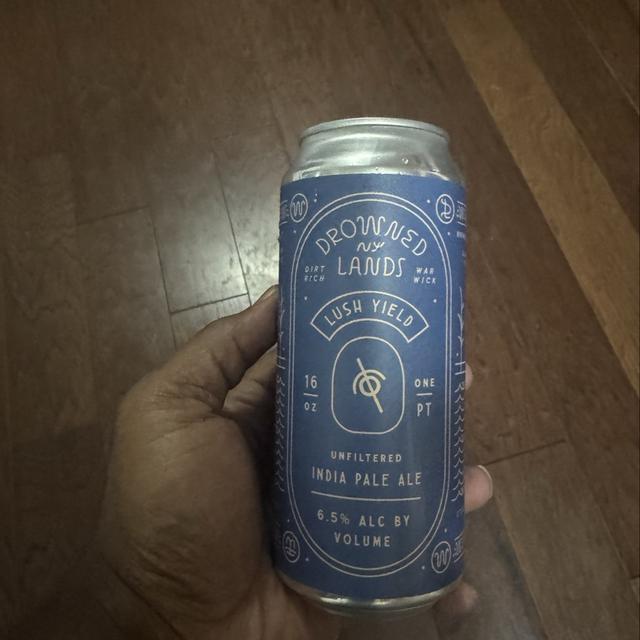 DROWNED
NY
LANDS
DIRT
RICH
WAR
WICK
LUSH YIELD
16
OZ
ONE
PT
UNFILTERED
INDIA PALE ALE
6.5% ALC BY
VOLUME